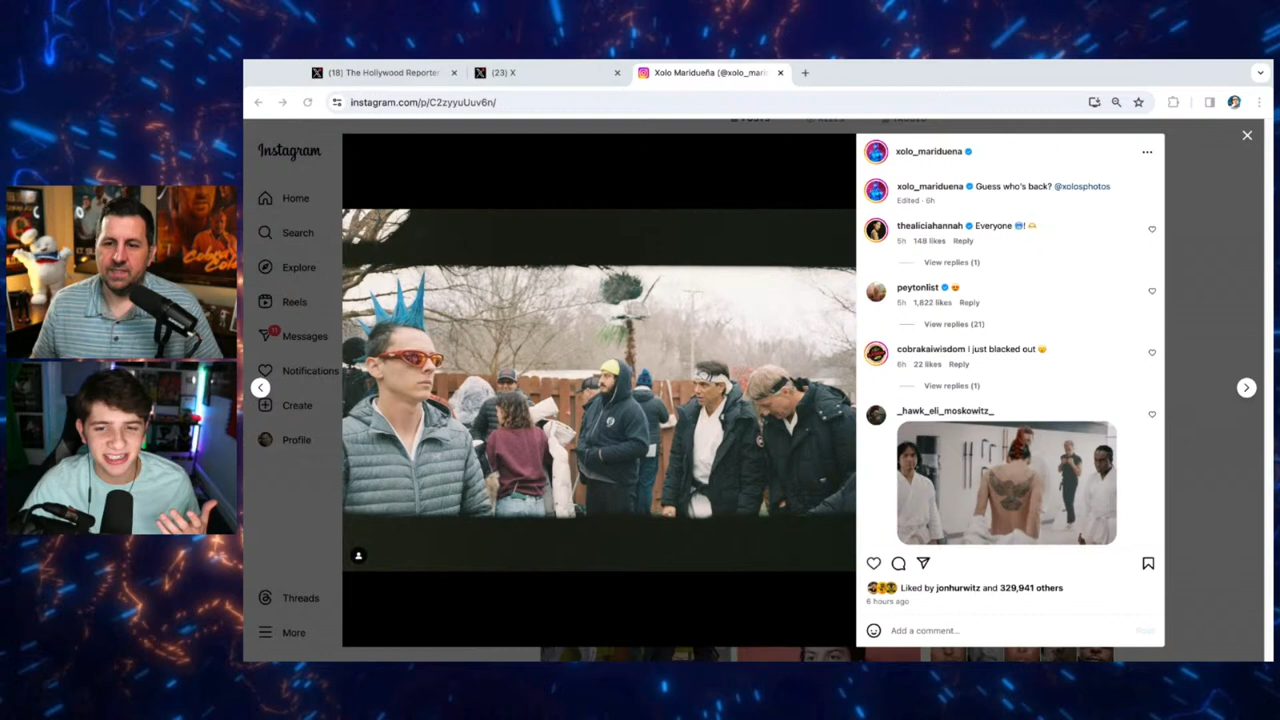 (18) The Hollywood Reporter
(23) X
Xolo Maridueña (@xolo_mari
instagram.com/p/C2zyyuUuv6n/
Instagram
Home
Search
Explore
Reels
11
Messages
Notifications
Create
Profile
Threads
More
xolo_mariduena
xolo_mariduena Guess who's back? @xolosphotos
Edited · 6h
thealiciahannah Everyone !
5h 148 likes Reply
View replies (1)
peytonlist 😍
5h 1,822 likes Reply
View replies (21)
cobrakaiwisdom I just blacked out
6h 22 likes Reply
View replies (1)
_hawk_eli_moskowitz_
Liked by jonhurwitz and 329,941 others
6 hours ago
Add a comment...
Post